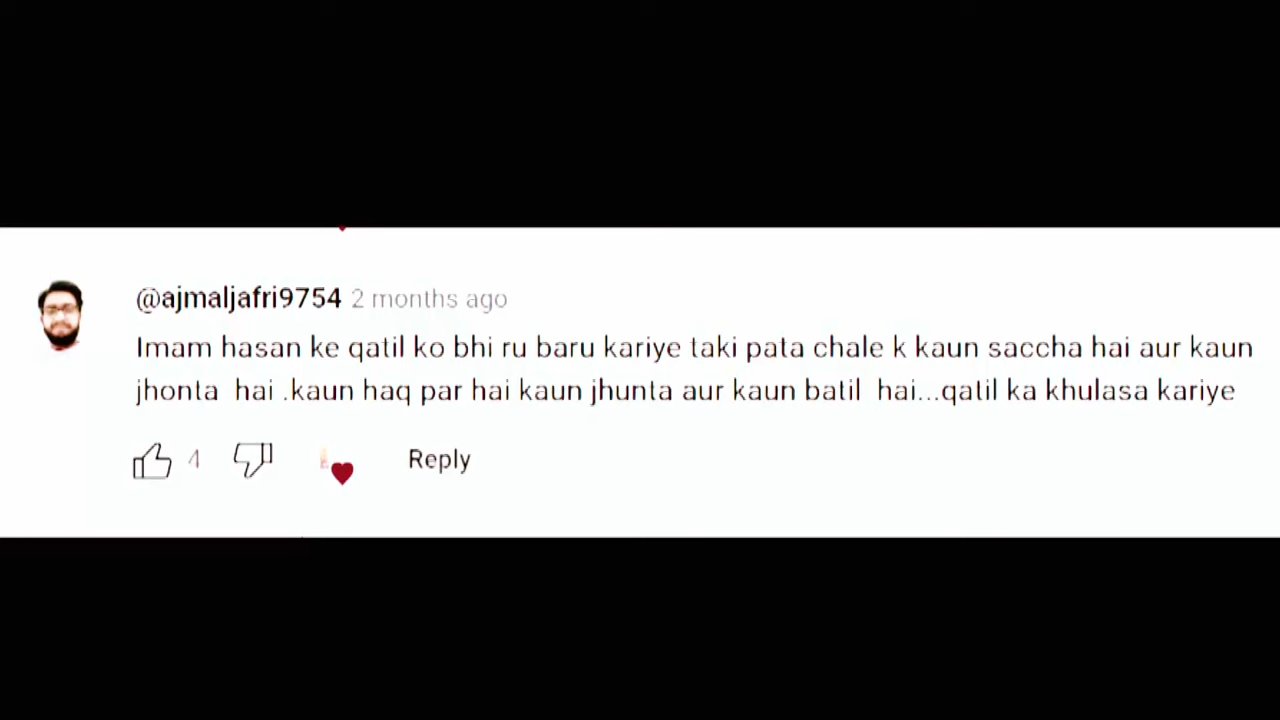 @ajmaljafri9754 2 months ago
Imam hasan ke qatil ko bhi ru baru kariye taki pata chale k kaun saccha hai aur kaun
jhonta  hai .kaun haq par hai kaun jhunta aur kaun batil  hai...qatil ka khulasa kariye
4 Reply